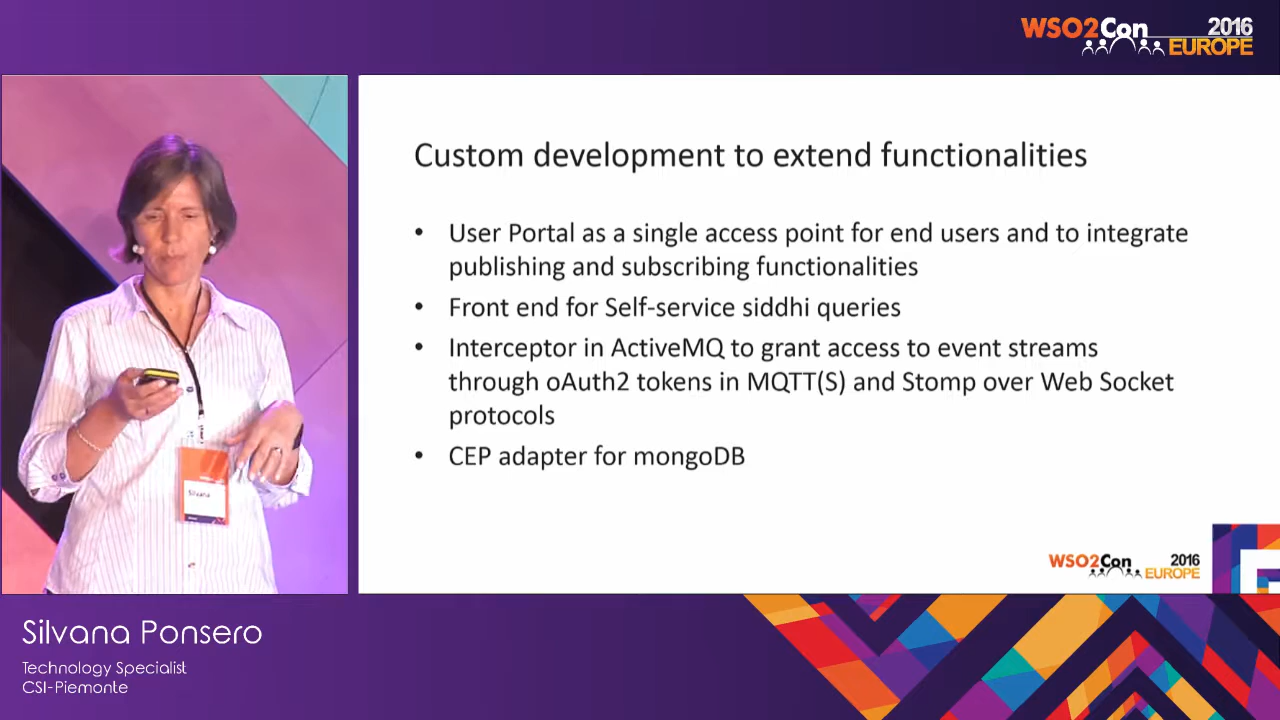 WSO2Con 2016
EUROPE
Custom development to extend functionalities
• User Portal as a single access point for end users and to integrate
publishing and subscribing functionalities
• Front end for Self-service siddhi queries
• Interceptor in ActiveMQ to grant access to event streams
through oAuth2 tokens in MQTT(S) and Stomp over Web Socket
protocols
• CEP adapter for mongoDB
Silvana
WSO2Con 2016
EUROPE
Silvana Ponsero
Technology Specialist
CSI-Piemonte